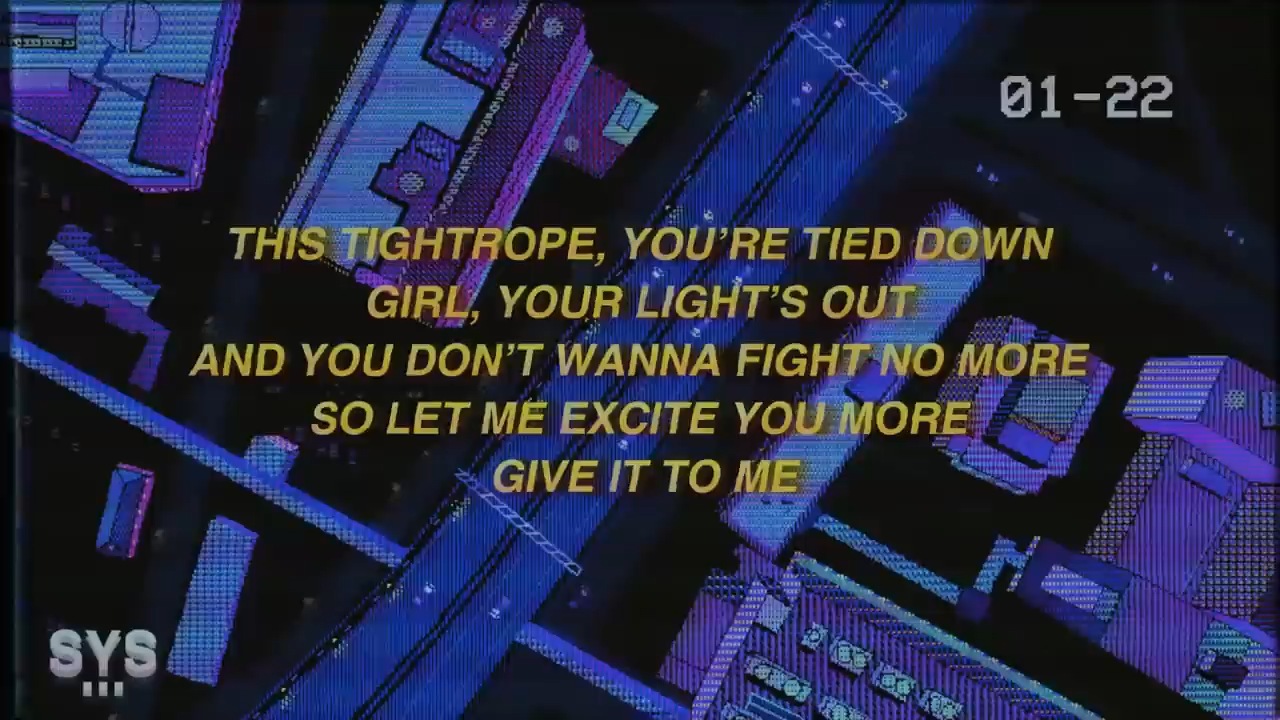 01-22
THIS TIGHTROPE, YOU'RE TIED DOWN
GIRL, YOUR LIGHT'S OUT
AND YOU DON'T WANNA FIGHT NO MORE
SO LET ME EXCITE YOU MORE
GIVE IT TO ME
SYS